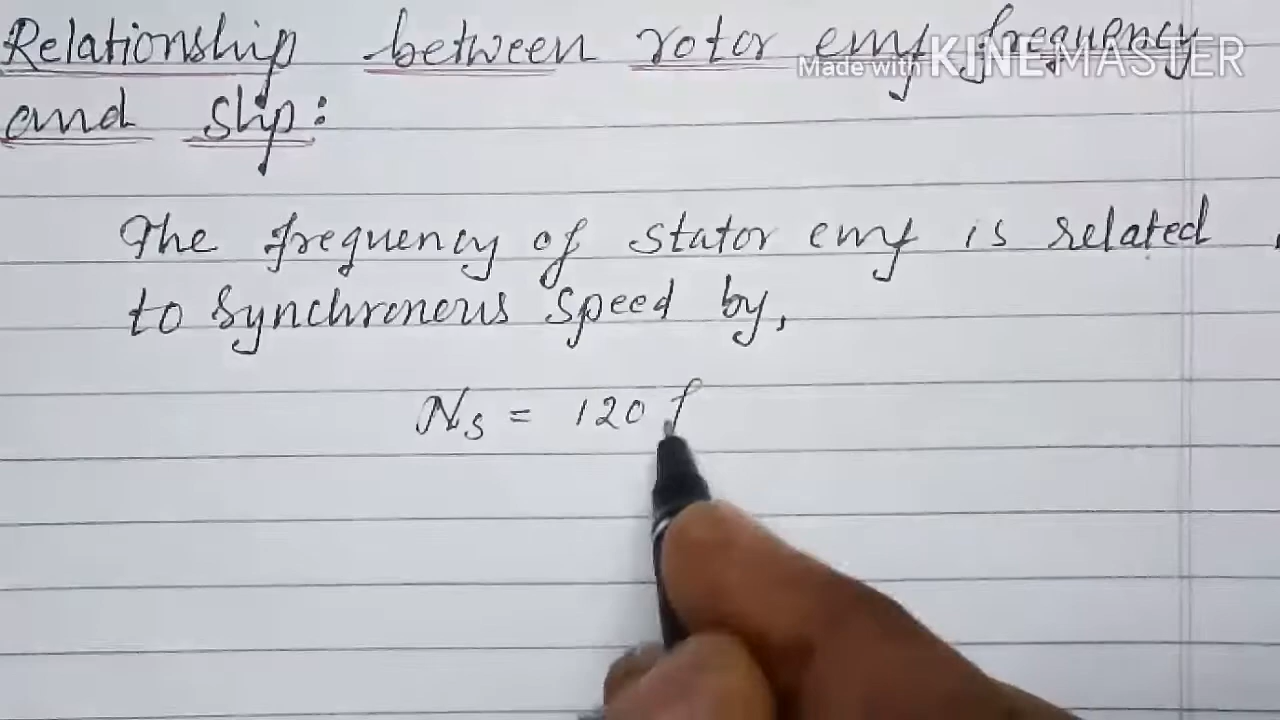 Relationship between rotor emf frequency
Made with KINEMASTER
and slip:
The frequency of stator emf is related
to synchronous speed by,
Ns = 120 f